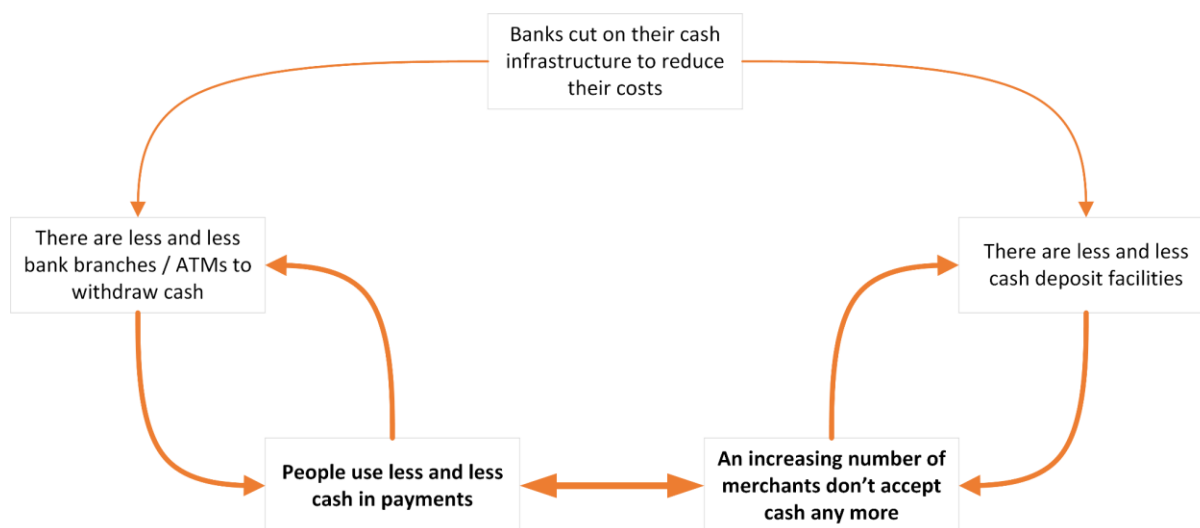 Banks cut on their cash
infrastructure to reduce
their costs
There are less and less
bank branches / ATMs to
withdraw cash
There are less and less
cash deposit facilities
People use less and less
cash in payments
An increasing number of
merchants don’t accept
cash any more